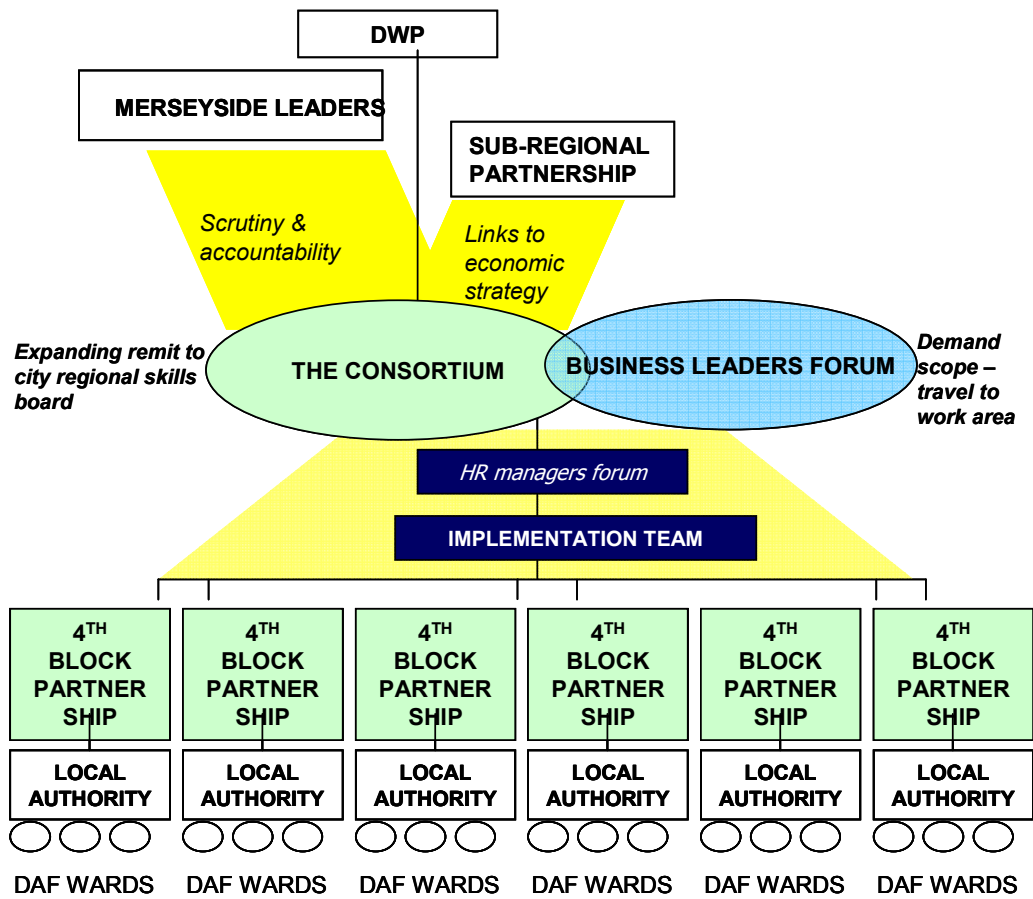 DWP
MERSEYSIDE LEADERS
SUB-REGIONAL
PARTNERSHIP
Scrutiny &
accountability
Links to
economic
strategy
Expanding remit to
city regional skills
board
THE CONSORTIUM
BUSINESS LEADERS FORUM
Demand
scope –
travel to
work area
HR managers forum
IMPLEMENTATION TEAM
4TH
BLOCK
PARTNER
SHIP
4TH
BLOCK
PARTNER
SHIP
4TH
BLOCK
PARTNER
SHIP
4TH
BLOCK
PARTNER
SHIP
4TH
BLOCK
PARTNER
SHIP
4TH
BLOCK
PARTNER
SHIP
LOCAL
AUTHORITY
LOCAL
AUTHORITY
LOCAL
AUTHORITY
LOCAL
AUTHORITY
LOCAL
AUTHORITY
LOCAL
AUTHORITY
DAF WARDS
DAF WARDS
DAF WARDS
DAF WARDS
DAF WARDS
DAF WARDS